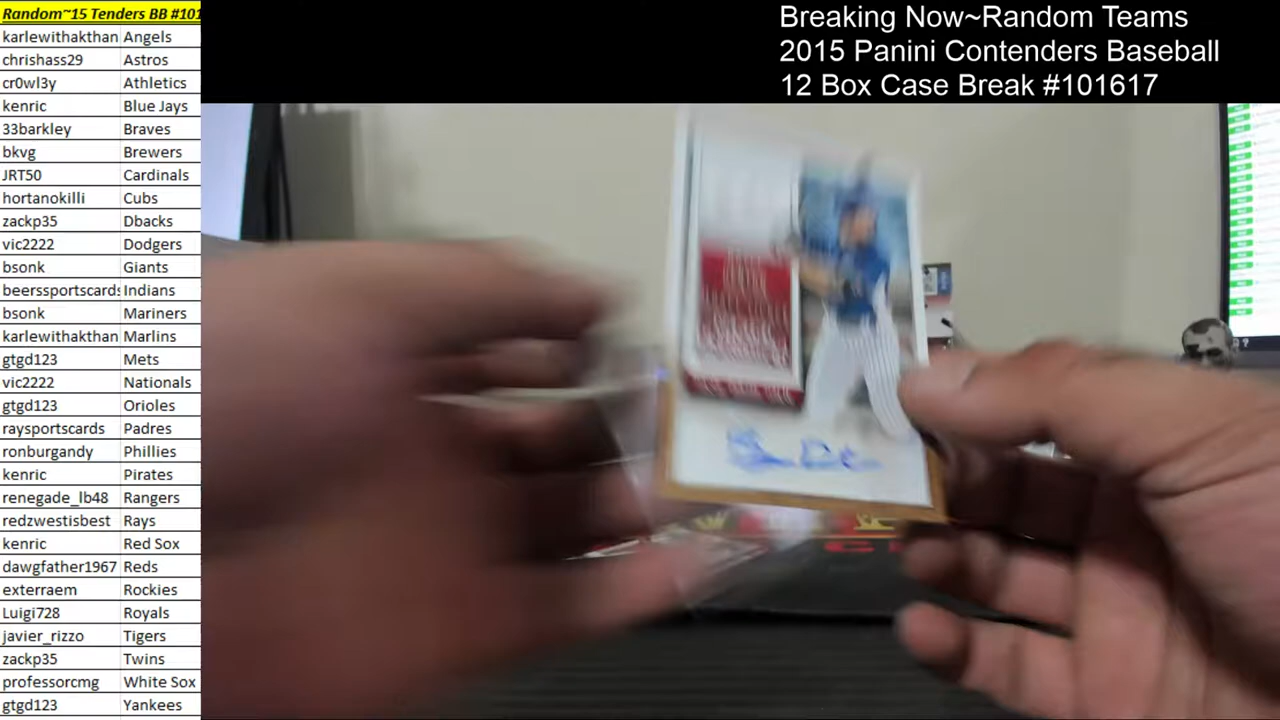 Random~15 Tenders BB #101
karlewithakthan Angels
chrishass29 Astros
cr0wl3y Athletics
kenric Blue Jays
33barkley Braves
bkvg Brewers
JRT50 Cardinals
hortanokilli Cubs
zackp35 Dbacks
vic2222 Dodgers
bsonk Giants
beerssportscards Indians
bsonk Mariners
karlewithakthan Marlins
gtgd123 Mets
vic2222 Nationals
gtgd123 Orioles
raysportscards Padres
ronburgandy Phillies
kenric Pirates
renegade_lb48 Rangers
redzwestisbest Rays
kenric Red Sox
dawgfather1967 Reds
exterraem Rockies
Luigi728 Royals
javier_rizzo Tigers
zackp35 Twins
professorcmg White Sox
gtgd123 Yankees
Breaking Now~Random Teams
2015 Panini Contenders Baseball
12 Box Case Break #101617